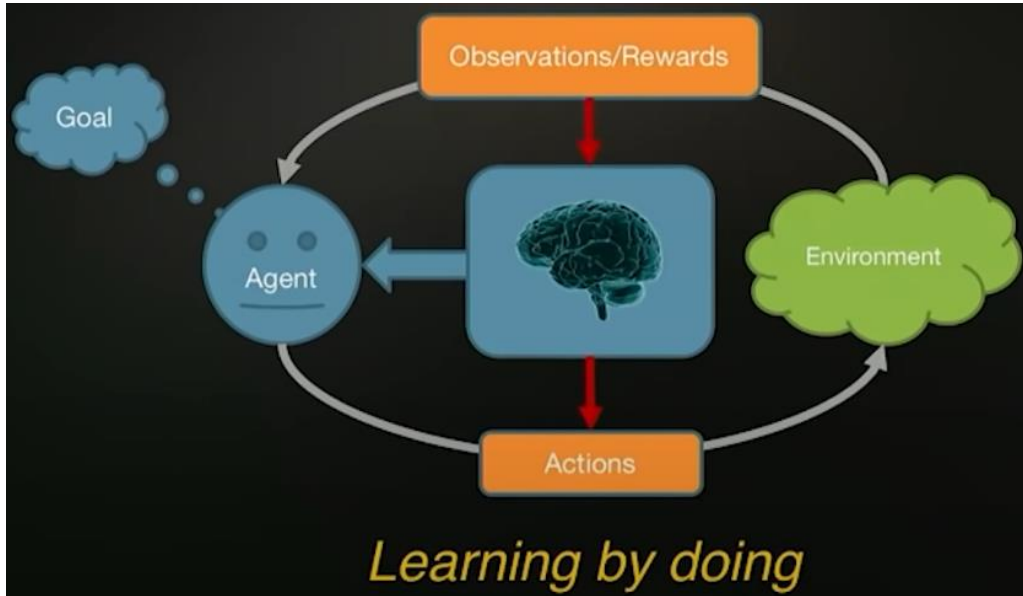 Observations/Rewards
Goal
Agent
Environment
Actions
Learning by doing